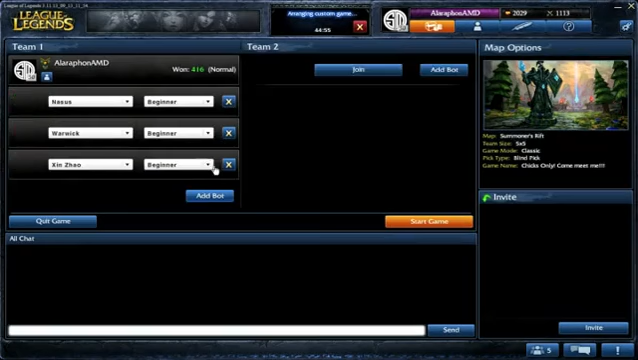 League of Legends
LEAGUE OF
LEGENDS
Arranging custom game...
44:55
AlaraphonAMD
2029
1113
Team 1
Team 2
Map Options
AlaraphonAMD
30
Won: 416 (Normal)
Join
Add Bot
Nasus
Beginner
Warwick
Beginner
Xin Zhao
Beginner
Add Bot
Map:
Summoner's Rift
Team Size: 5x5
Game Mode: Classic
Pick Type: Blind Pick
Game Name: Chicks Only! Come meet me!!!
Quit Game
Start Game
Invite
All Chat
Send
Invite
5